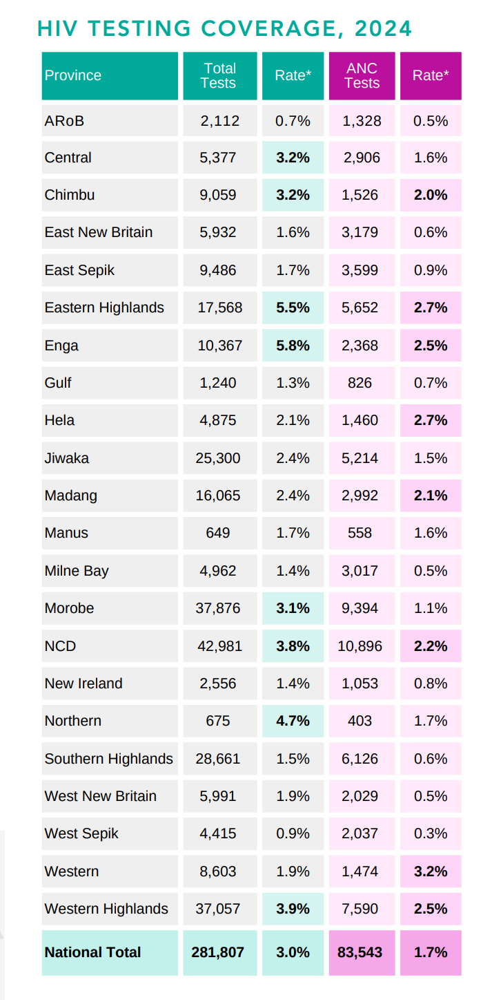 HIV TESTING COVERAGE, 2024
Province Total Tests Rate* ANC Tests Rate*
ARoB 2,112 0.7% 1,328 0.5%
Central 5,377 3.2% 2,906 1.6%
Chimbu 9,059 3.2% 1,526 2.0%
East New Britain 5,932 1.6% 3,179 0.6%
East Sepik 9,486 1.7% 3,599 0.9%
Eastern Highlands 17,568 5.5% 5,652 2.7%
Enga 10,367 5.8% 2,368 2.5%
Gulf 1,240 1.3% 826 0.7%
Hela 4,875 2.1% 1,460 2.7%
Jiwaka 25,300 2.4% 5,214 1.5%
Madang 16,065 2.4% 2,992 2.1%
Manus 649 1.7% 558 1.6%
Milne Bay 4,962 1.4% 3,017 0.5%
Morobe 37,876 3.1% 9,394 1.1%
NCD 42,981 3.8% 10,896 2.2%
New Ireland 2,556 1.4% 1,053 0.8%
Northern 675 4.7% 403 1.7%
Southern Highlands 28,661 1.5% 6,126 0.6%
West New Britain 5,991 1.9% 2,029 0.5%
West Sepik 4,415 0.9% 2,037 0.3%
Western 8,603 1.9% 1,474 3.2%
Western Highlands 37,057 3.9% 7,590 2.5%
National Total 281,807 3.0% 83,543 1.7%